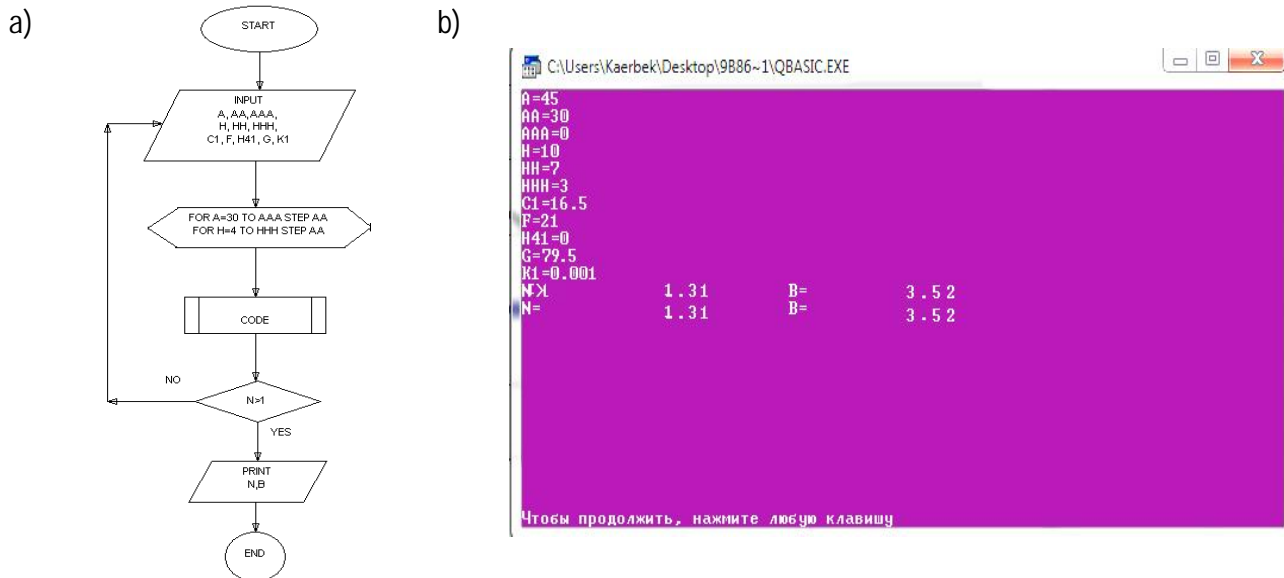 a)
START
INPUT
A, AA,AAA,
H, HH, HHH,
C1, F, H41, G, K1
FOR A=30 TO AAA STEP AA
FOR H=4 TO HHH STEP AA
CODE
NO
N>1
YES
PRINT
N,B
END
b)
C:\Users\Kaerbek\Desktop\9B86~1\QBASIC.EXE
A=45
AA=30
AAA=0
H=10
HH=7
HHH=3
C1=16.5
F=21
H41=0
G=79.5
K1=0.001
1.31 B= 3.52
N= 1.31 B= 3.52
Чтобы продолжить, нажмите любую клавишу